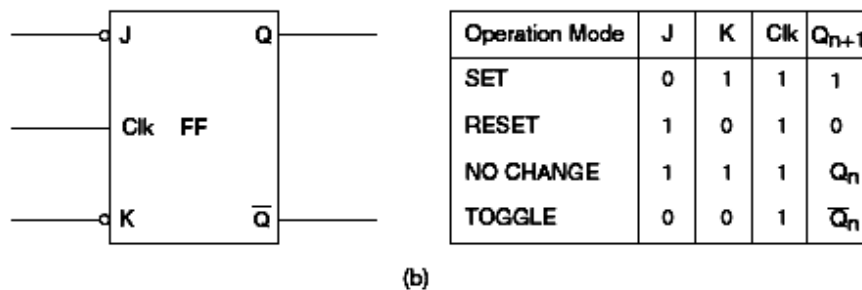 J Q
Clk FF
K Q̅
Operation Mode J K Clk Qn+1
SET 0 1 1 1
RESET 1 0 1 0
NO CHANGE 1 1 1 Qn
TOGGLE 0 0 1 Q̅n
(b)